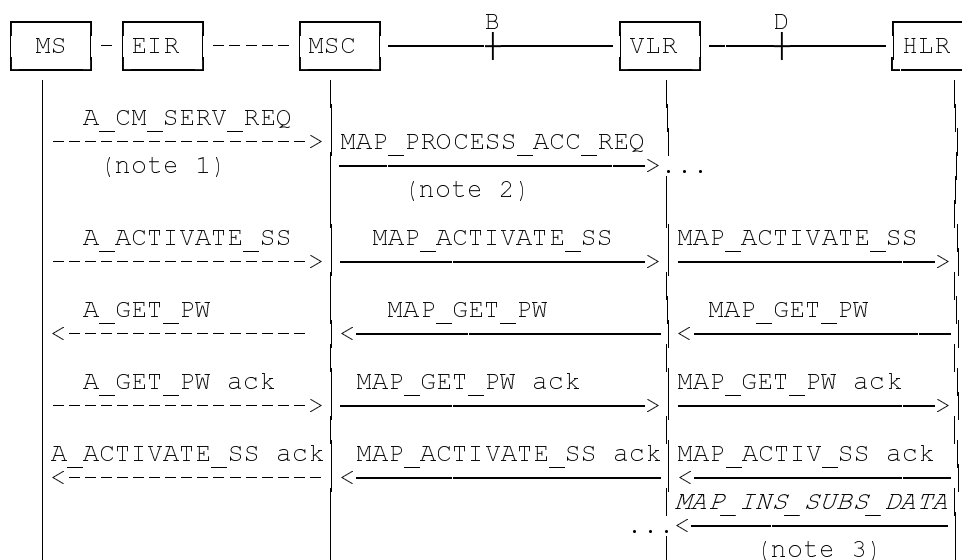 B D
MS EIR MSC VLR HLR
A_CM_SERV_REQ
MAP_PROCESS_ACC_REQ
(note 1) ...
(note 2)
A_ACTIVATE_SS MAP_ACTIVATE_SS MAP_ACTIVATE_SS
A_GET_PW MAP_GET_PW MAP_GET_PW
A_GET_PW ack MAP_GET_PW ack MAP_GET_PW ack
A_ACTIVATE_SS ack MAP_ACTIVATE_SS ack MAP_ACTIV_SS ack
MAP_INS_SUBS_DATA
...
(note 3)